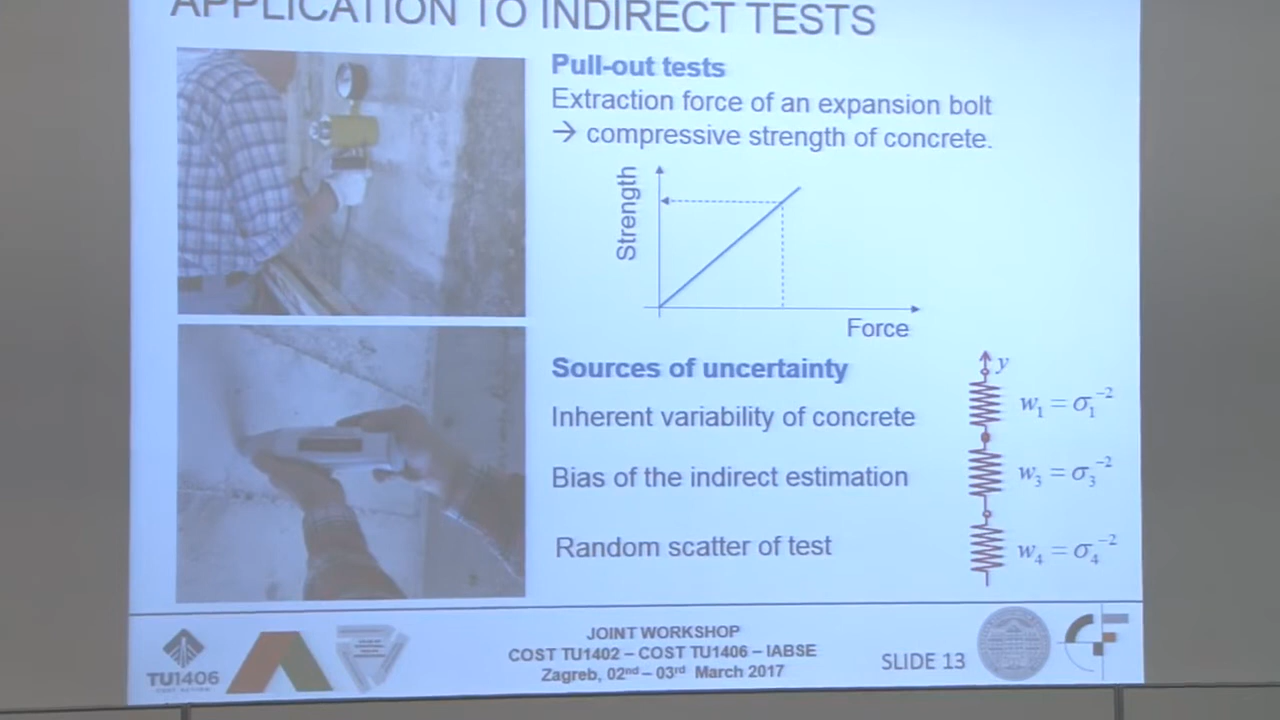 APPLICATION TO INDIRECT TESTS
Pull-out tests
Extraction force of an expansion bolt
→ compressive strength of concrete.
Strength
Force
Sources of uncertainty
y
Inherent variability of concrete
w₁ = σ₁⁻²
Bias of the indirect estimation
w₃ = σ₃⁻²
Random scatter of test
w₄ = σ₄⁻²
TU1406
COST ACTION
JOINT WORKSHOP
COST TU1402 – COST TU1406 – IABSE
Zagreb, 02nd – 03rd March 2017
SLIDE 13